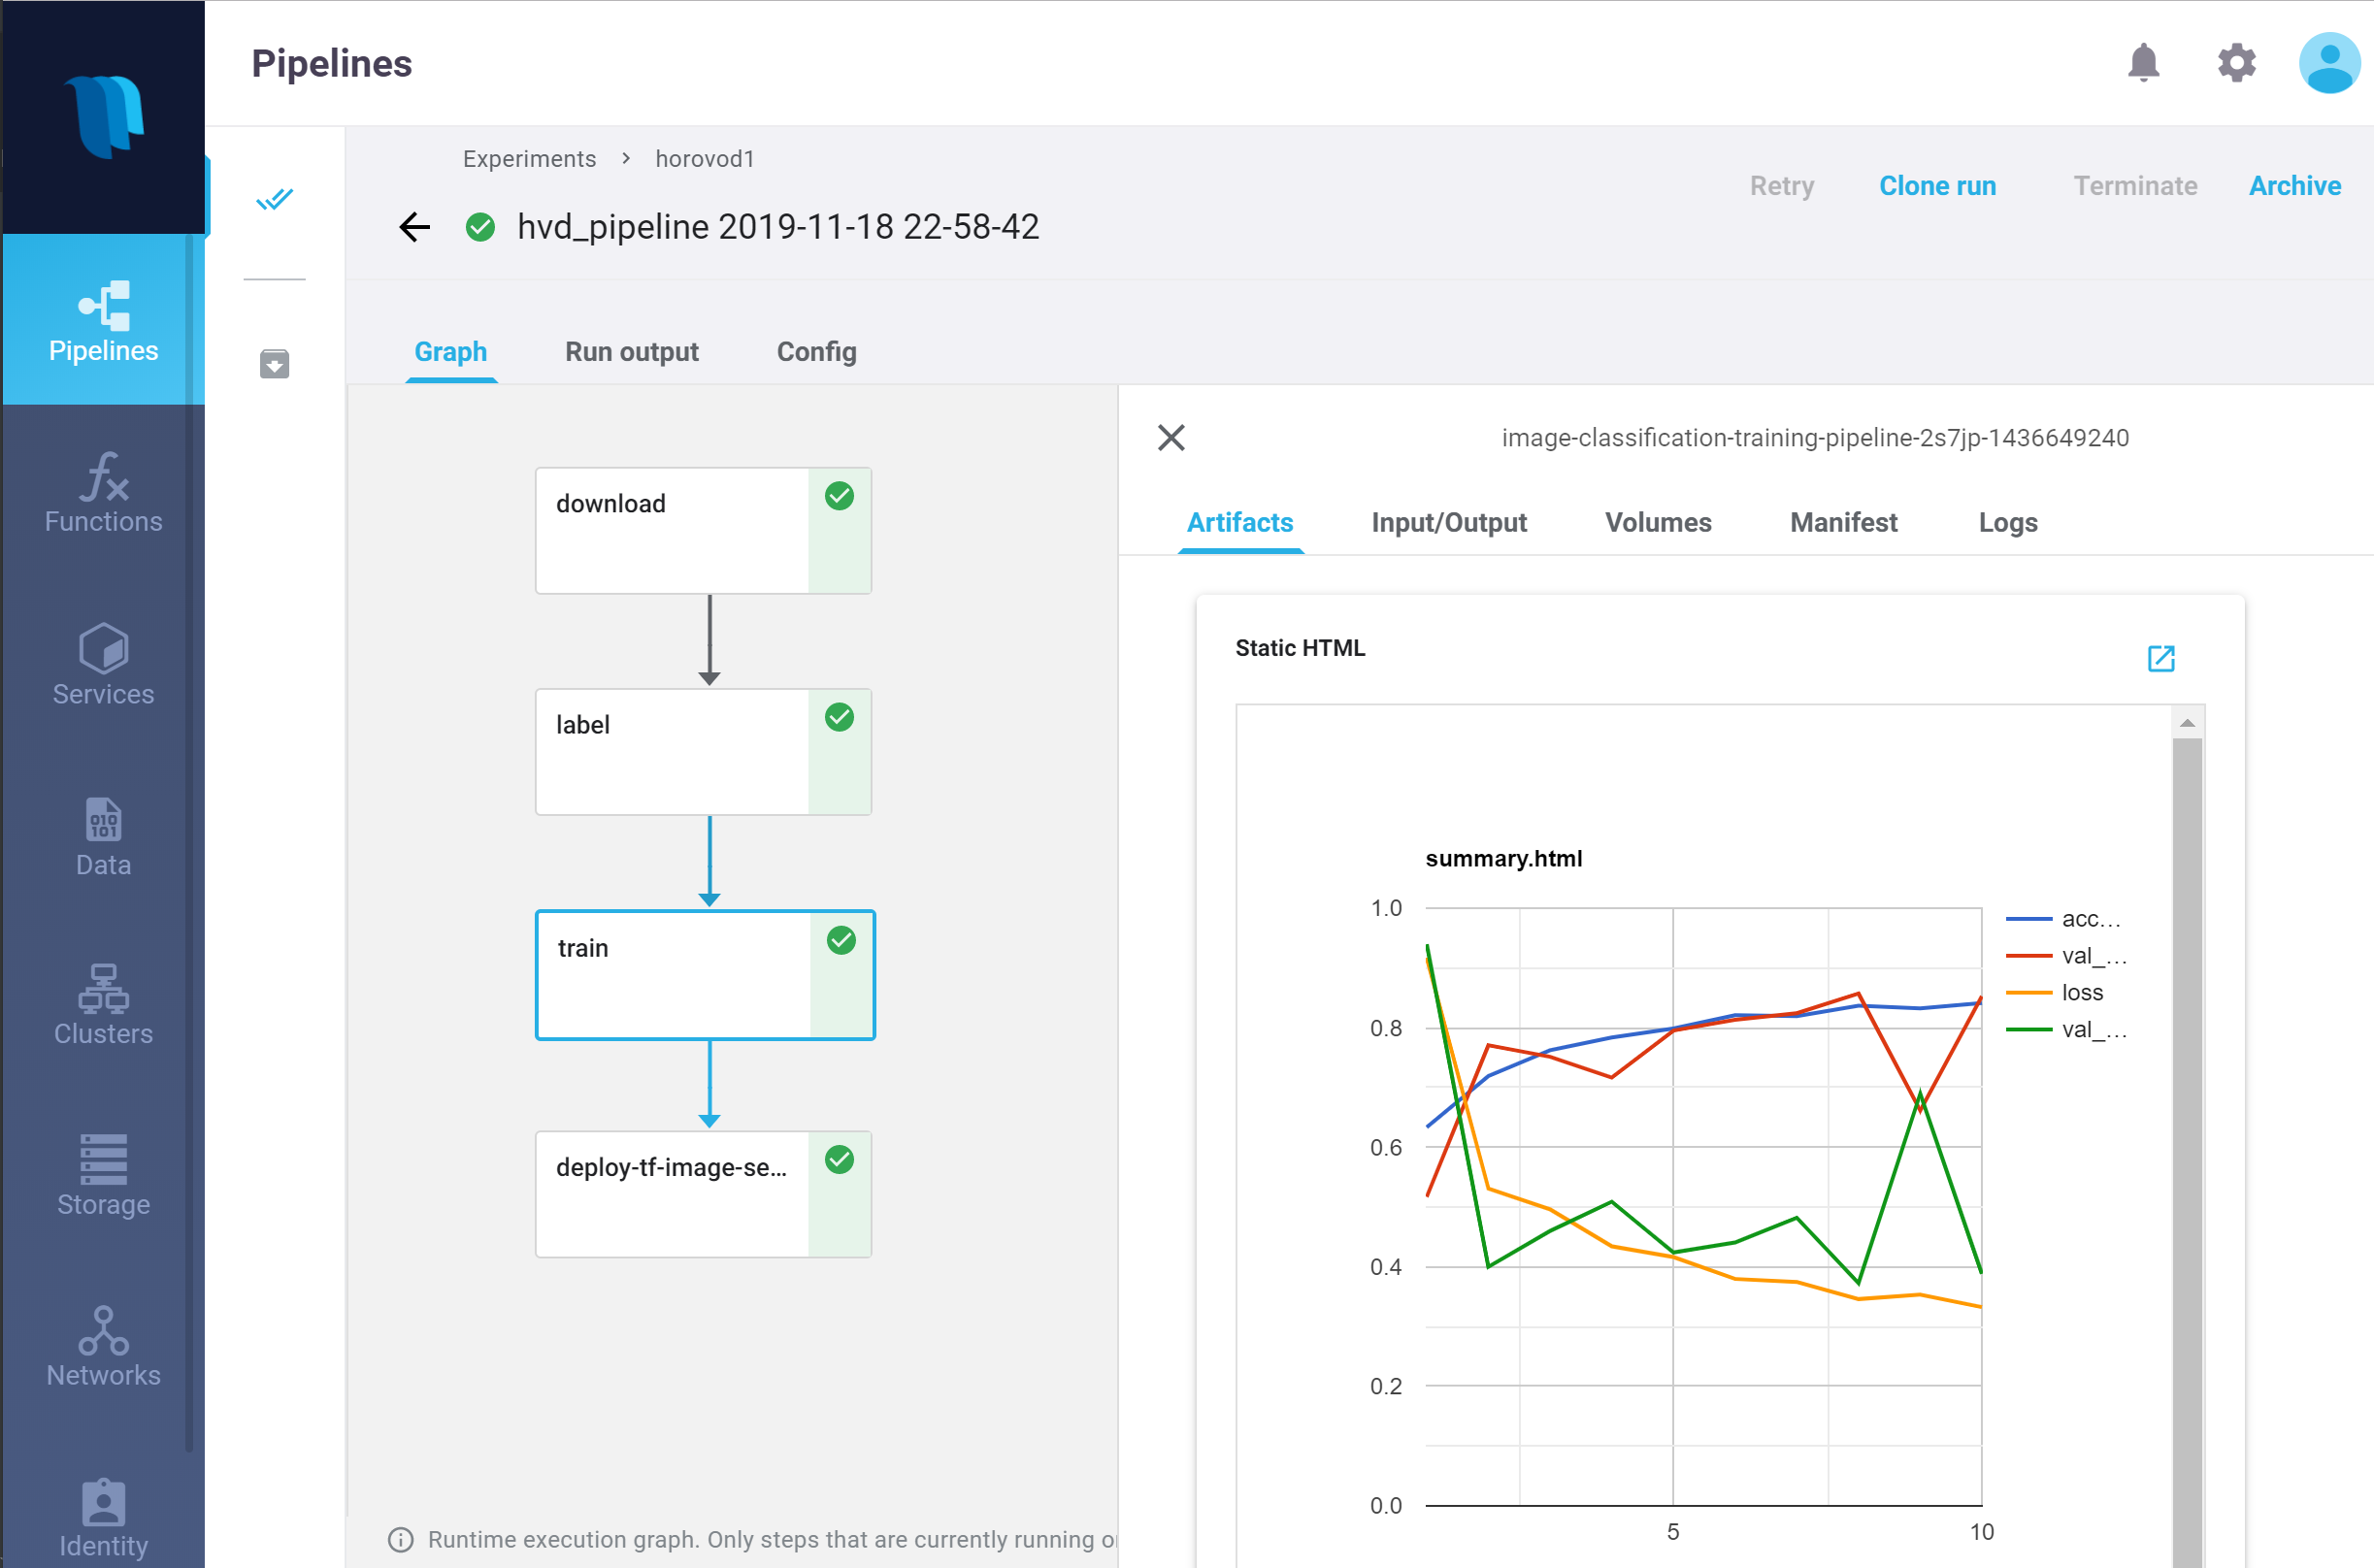 Pipelines
Experiments > horovod1
Retry
Clone run
Terminate
Archive
hvd_pipeline 2019-11-18 22-58-42
Pipelines
Functions
Services
Data
Clusters
Storage
Networks
Identity
Graph
Run output
Config
download
label
train
deploy-tf-image-se...
Runtime execution graph. Only steps that are currently running
image-classification-training-pipeline-2s7jp-1436649240
Artifacts
Input/Output
Volumes
Manifest
Logs
Static HTML
summary.html
1.0
0.8
0.6
0.4
0.2
0.0
5
10
acc...
val_...
loss
val_...